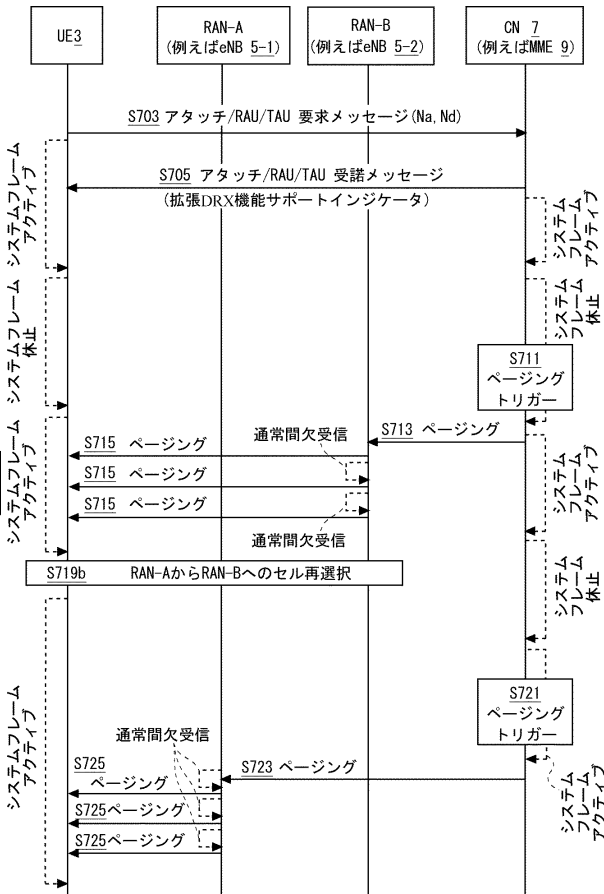 UE3
RAN-A
(例えばeNB 5-1)
RAN-B
(例えばeNB 5-2)
CN 7
(例えばMME 9)
S703 アタッチ/RAU/TAU 要求メッセージ(Na,Nd)
S705 アタッチ/RAU/TAU 受諾メッセージ
(拡張DRX機能サポートインジケータ)
システムフレーム
アクティブ
システム
フレーム
アクティブ
システムフレーム
休止
システム
フレーム
休止
S711
ページング
トリガー
S713 ページング
通常間欠受信
S715 ページング
S715 ページング
S715 ページング
通常間欠受信
システムフレーム
アクティブ
システム
フレーム
アクティブ
S719b RAN-AからRAN-Bへのセル再選択
システム
フレーム
休止
システムフレーム
アクティブ
S721
ページング
トリガー
通常間欠受信
S723 ページング
S725
ページング
S725ページング
S725ページング
システム
フレーム
アクティブ